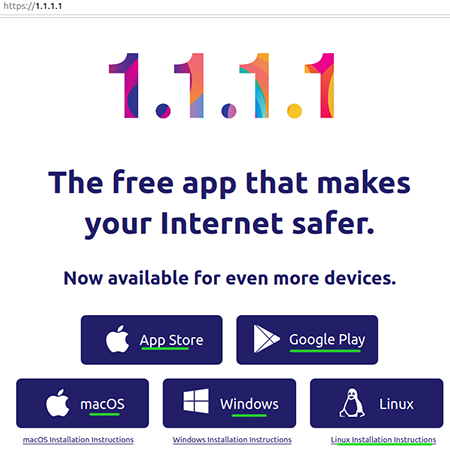 https://1.1.1.1
1.1.1.1
The free app that makes
your Internet safer.
Now available for even more devices.
App Store
Google Play
macOS
Windows
Linux
macOS Installation Instructions
Windows Installation Instructions
Linux Installation Instructions